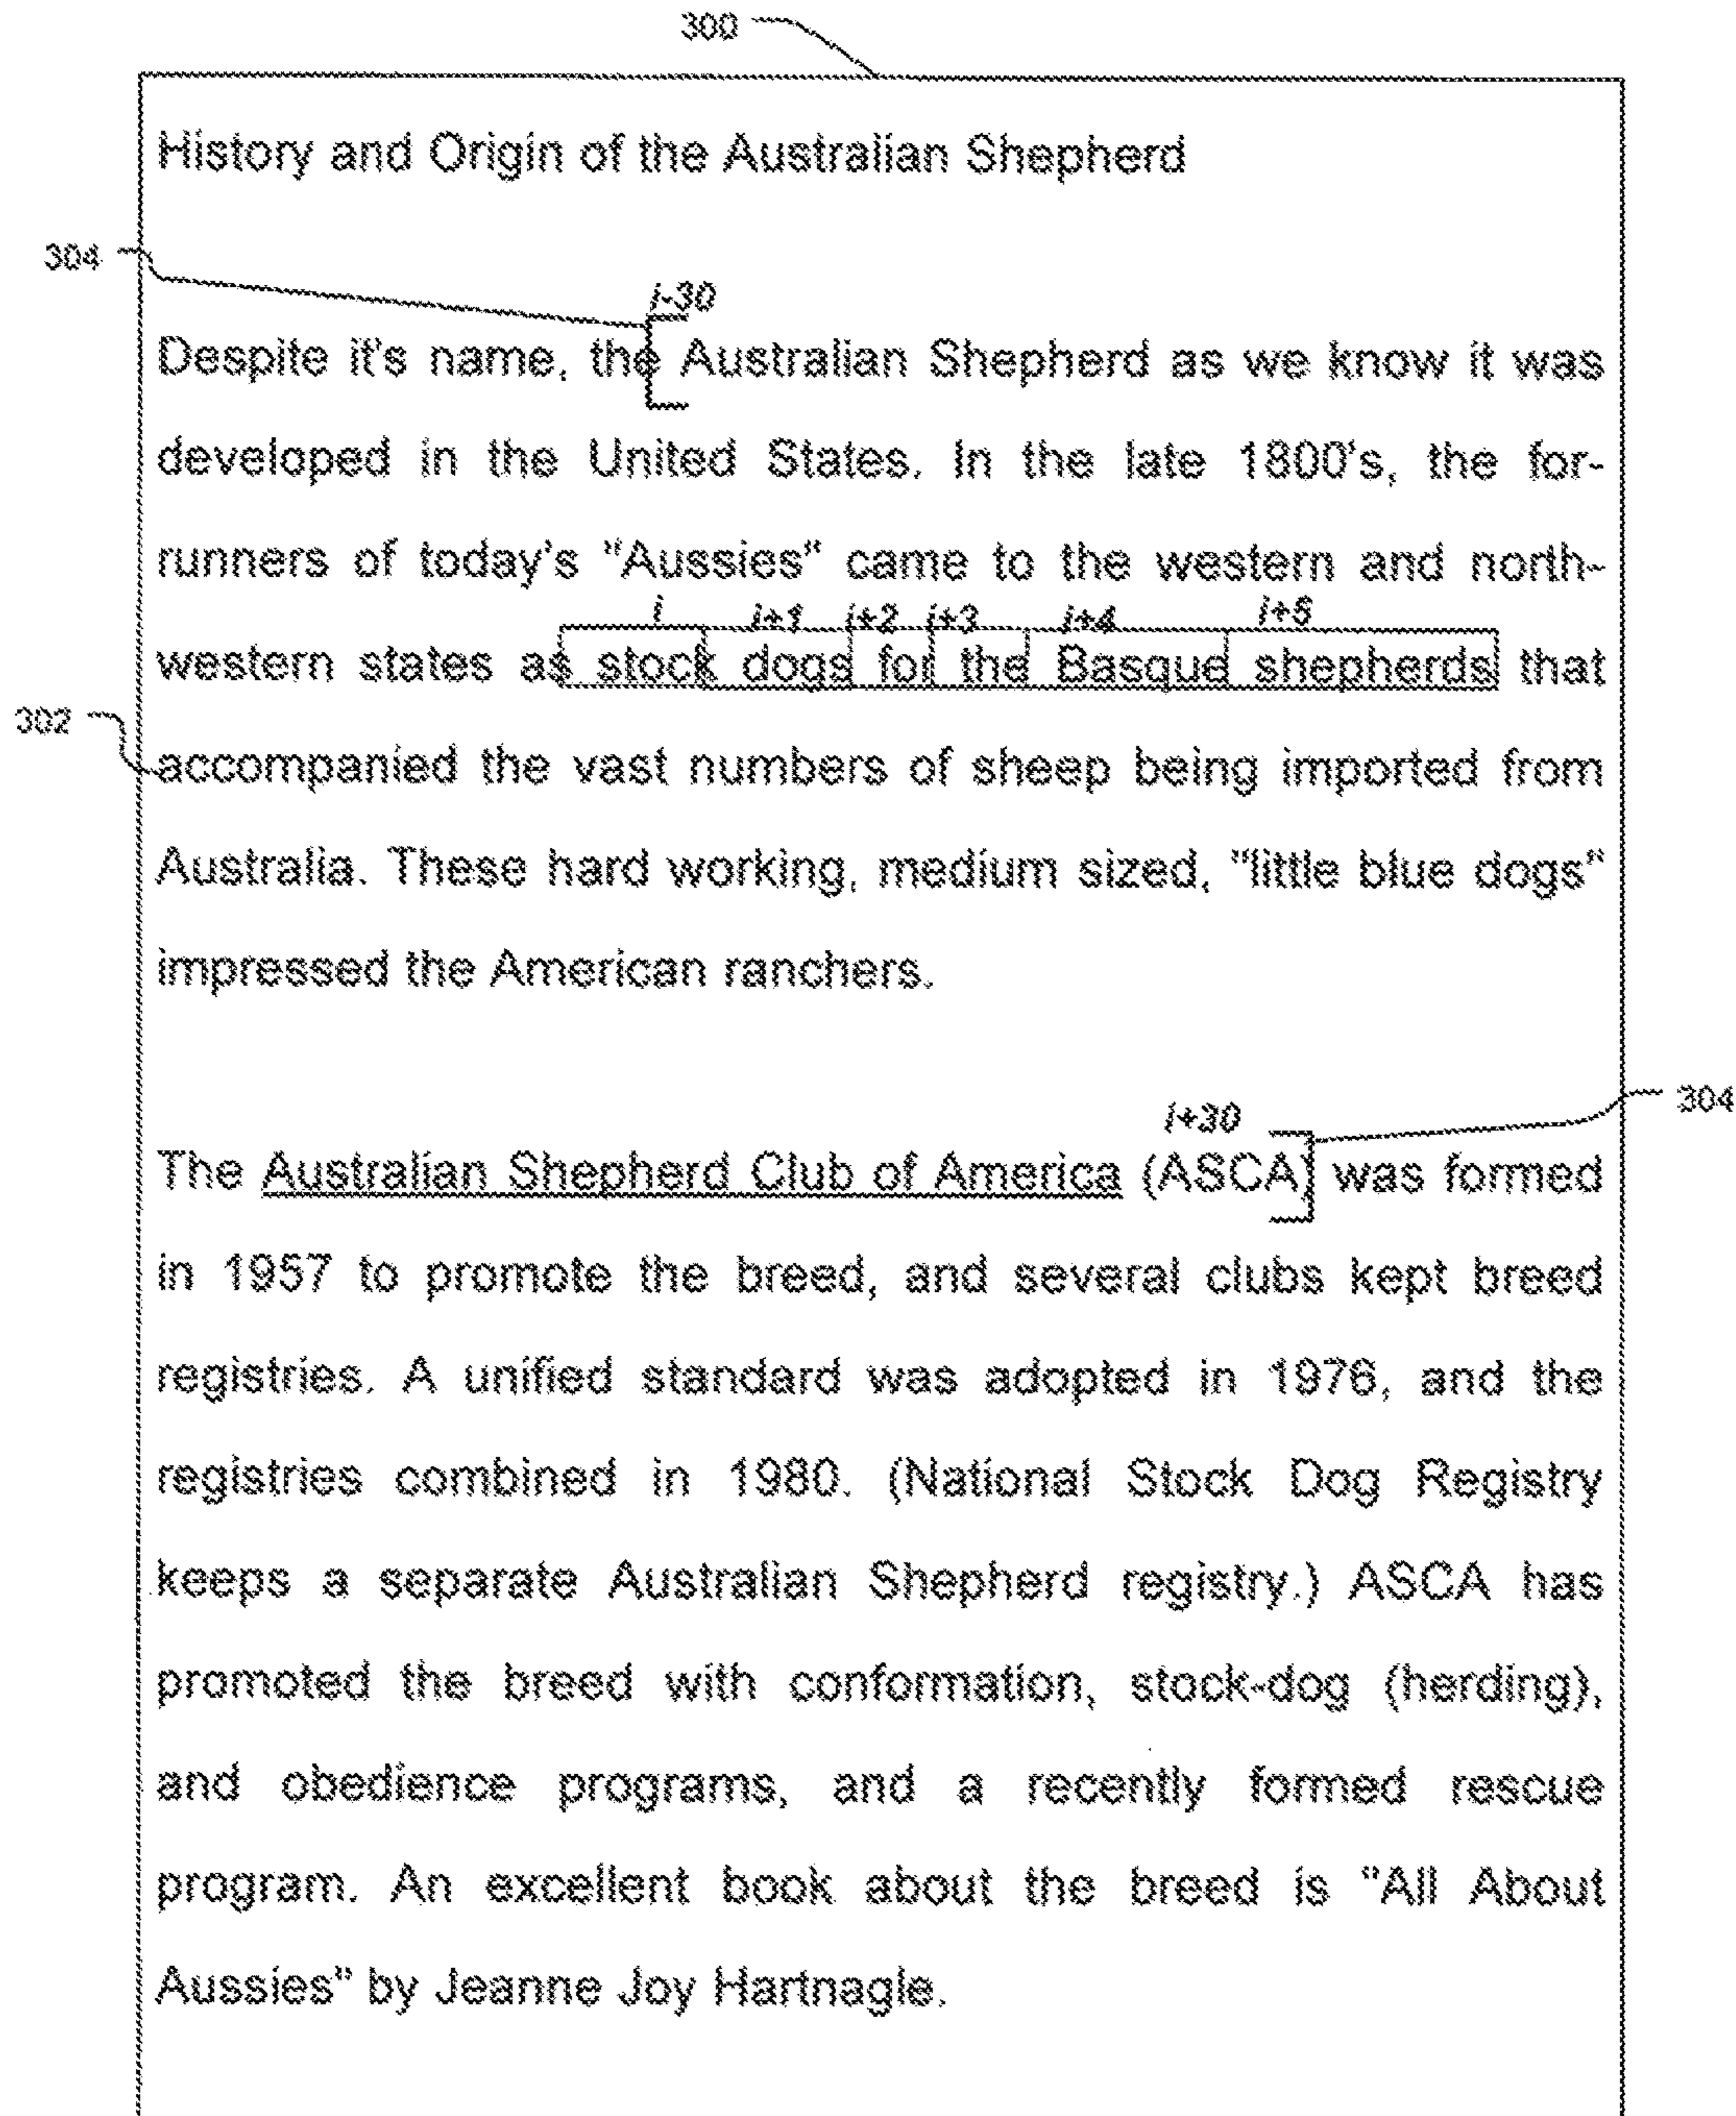 300
History and Origin of the Australian Shepherd
304
i-30
Despite it's name, the Australian Shepherd as we know it was
developed in the United States. In the late 1800's, the for-
runners of today's "Aussies" came to the western and north-
i i+1 i+2 i+3 i+4 i+5
western states as stock dogs for the Basque shepherds that
302
accompanied the vast numbers of sheep being imported from
Australia. These hard working, medium sized, "little blue dogs"
impressed the American ranchers.
i+30
304
The Australian Shepherd Club of America (ASCA) was formed
in 1957 to promote the breed, and several clubs kept breed
registries. A unified standard was adopted in 1976, and the
registries combined in 1980. (National Stock Dog Registry
keeps a separate Australian Shepherd registry.) ASCA has
promoted the breed with conformation, stock-dog (herding),
and obedience programs, and a recently formed rescue
program. An excellent book about the breed is "All About
Aussies" by Jeanne Joy Hartnagle.